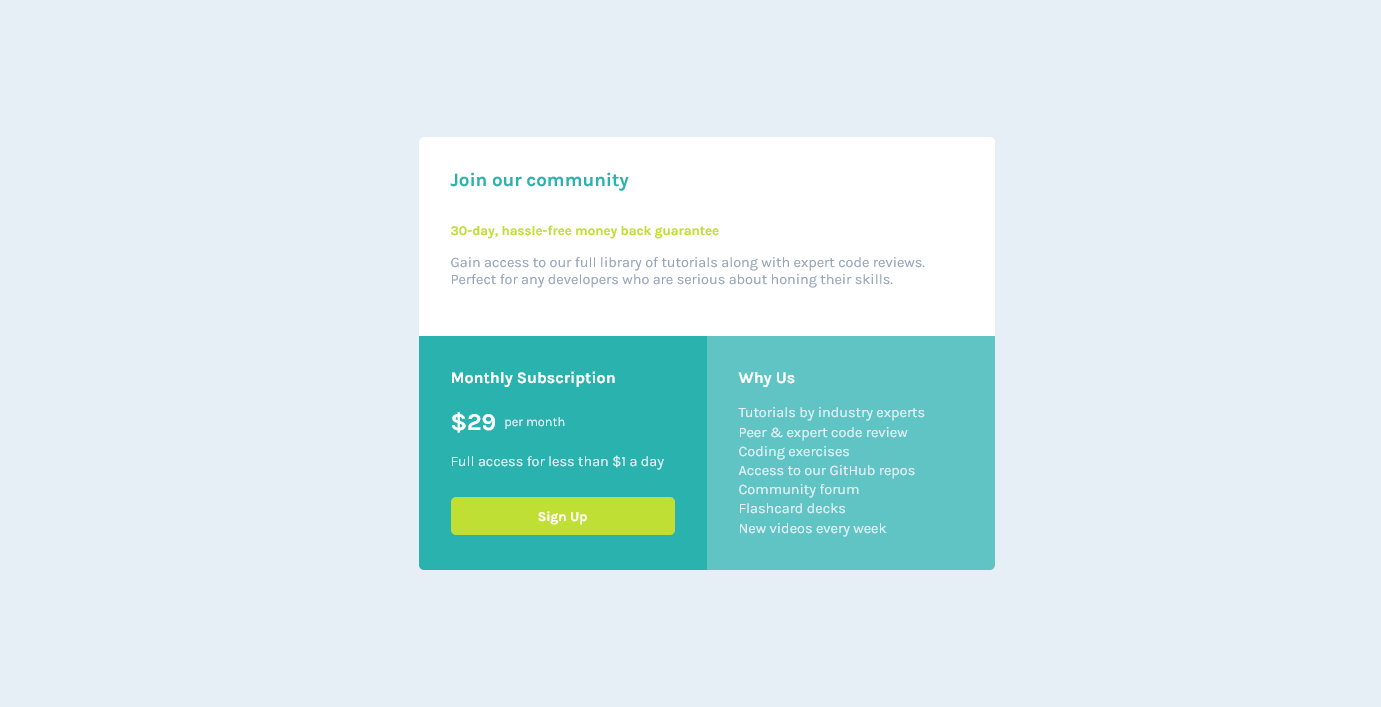 Join our community
30-day, hassle-free money back guarantee
Gain access to our full library of tutorials along with expert code reviews.
Perfect for any developers who are serious about honing their skills.
Monthly Subscription
$29 per month
Full access for less than $1 a day
Sign Up
Why Us
Tutorials by industry experts
Peer & expert code review
Coding exercises
Access to our GitHub repos
Community forum
Flashcard decks
New videos every week